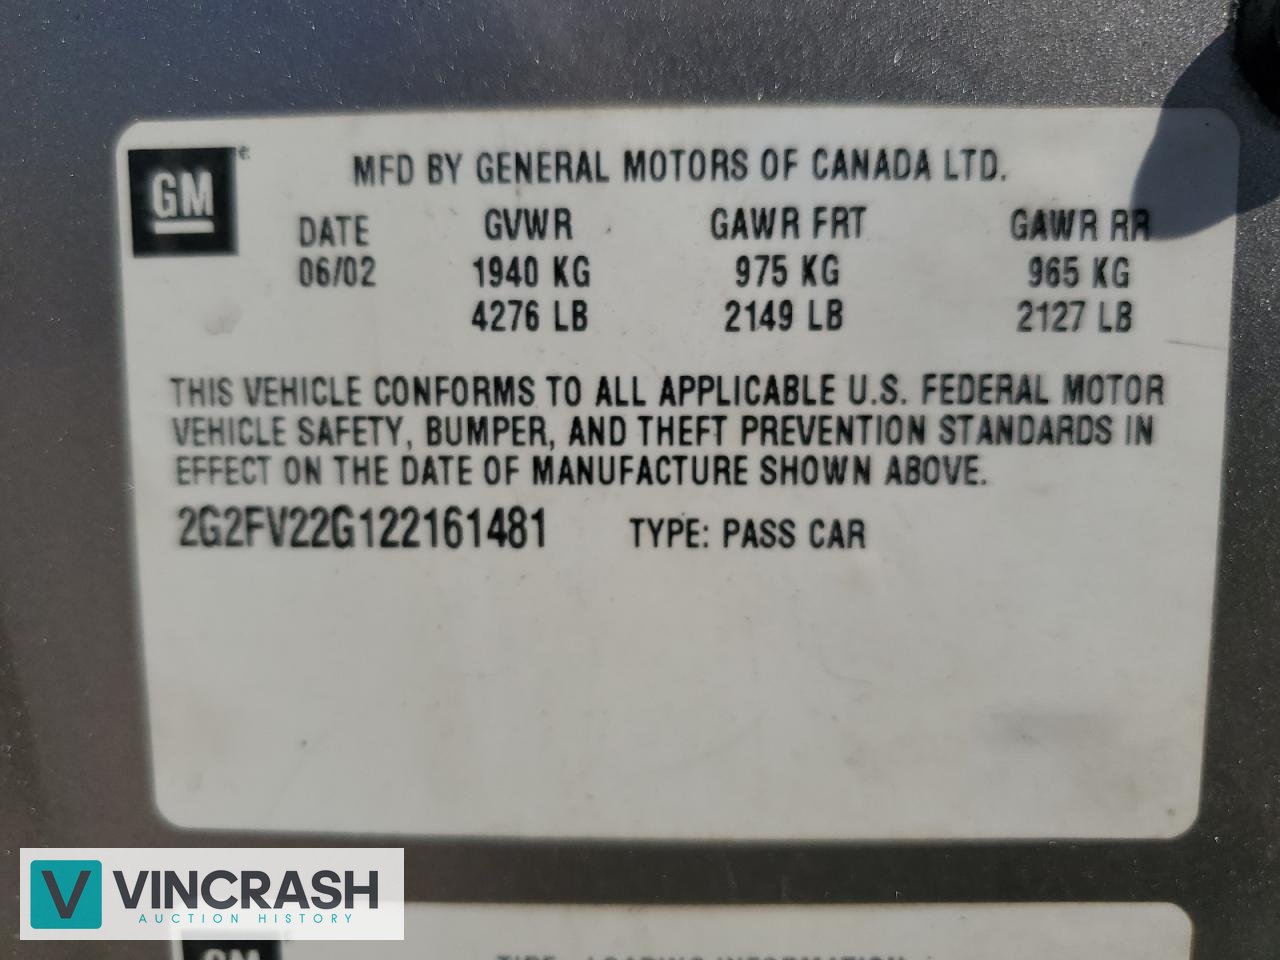 GM
MFD BY GENERAL MOTORS OF CANADA LTD.
DATE GVWR GAWR FRT GAWR RR
06/02 1940 KG 975 KG 965 KG
4276 LB 2149 LB 2127 LB
THIS VEHICLE CONFORMS TO ALL APPLICABLE U.S. FEDERAL MOTOR
VEHICLE SAFETY, BUMPER, AND THEFT PREVENTION STANDARDS IN
EFFECT ON THE DATE OF MANUFACTURE SHOWN ABOVE.
2G2FV22G122161481 TYPE: PASS CAR
V VINCRASH
AUCTION HISTORY
GM